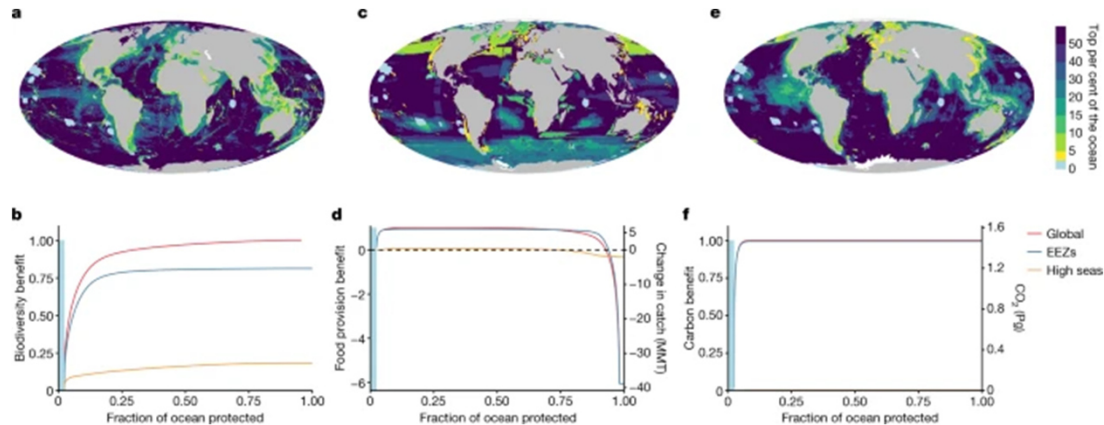 a
c
e
Top per cent of the ocean
50
40
30
20
15
10
5
0
b
Biodiversity benefit
1.00
0.75
0.50
0.25
0
0
0.25
0.50
0.75
1.00
Fraction of ocean protected
d
Food provision benefit
0
−2
−4
−6
5
0
−10
−20
−30
−40
Change in catch (MMT)
0
0.25
0.50
0.75
1.00
Fraction of ocean protected
f
Carbon benefit
1.00
0.75
0.50
0.25
0
1.6
1.2
0.8
0.4
0
CO₂ (Pg)
0
0.25
0.50
0.75
1.00
Fraction of ocean protected
Global
EEZs
High seas